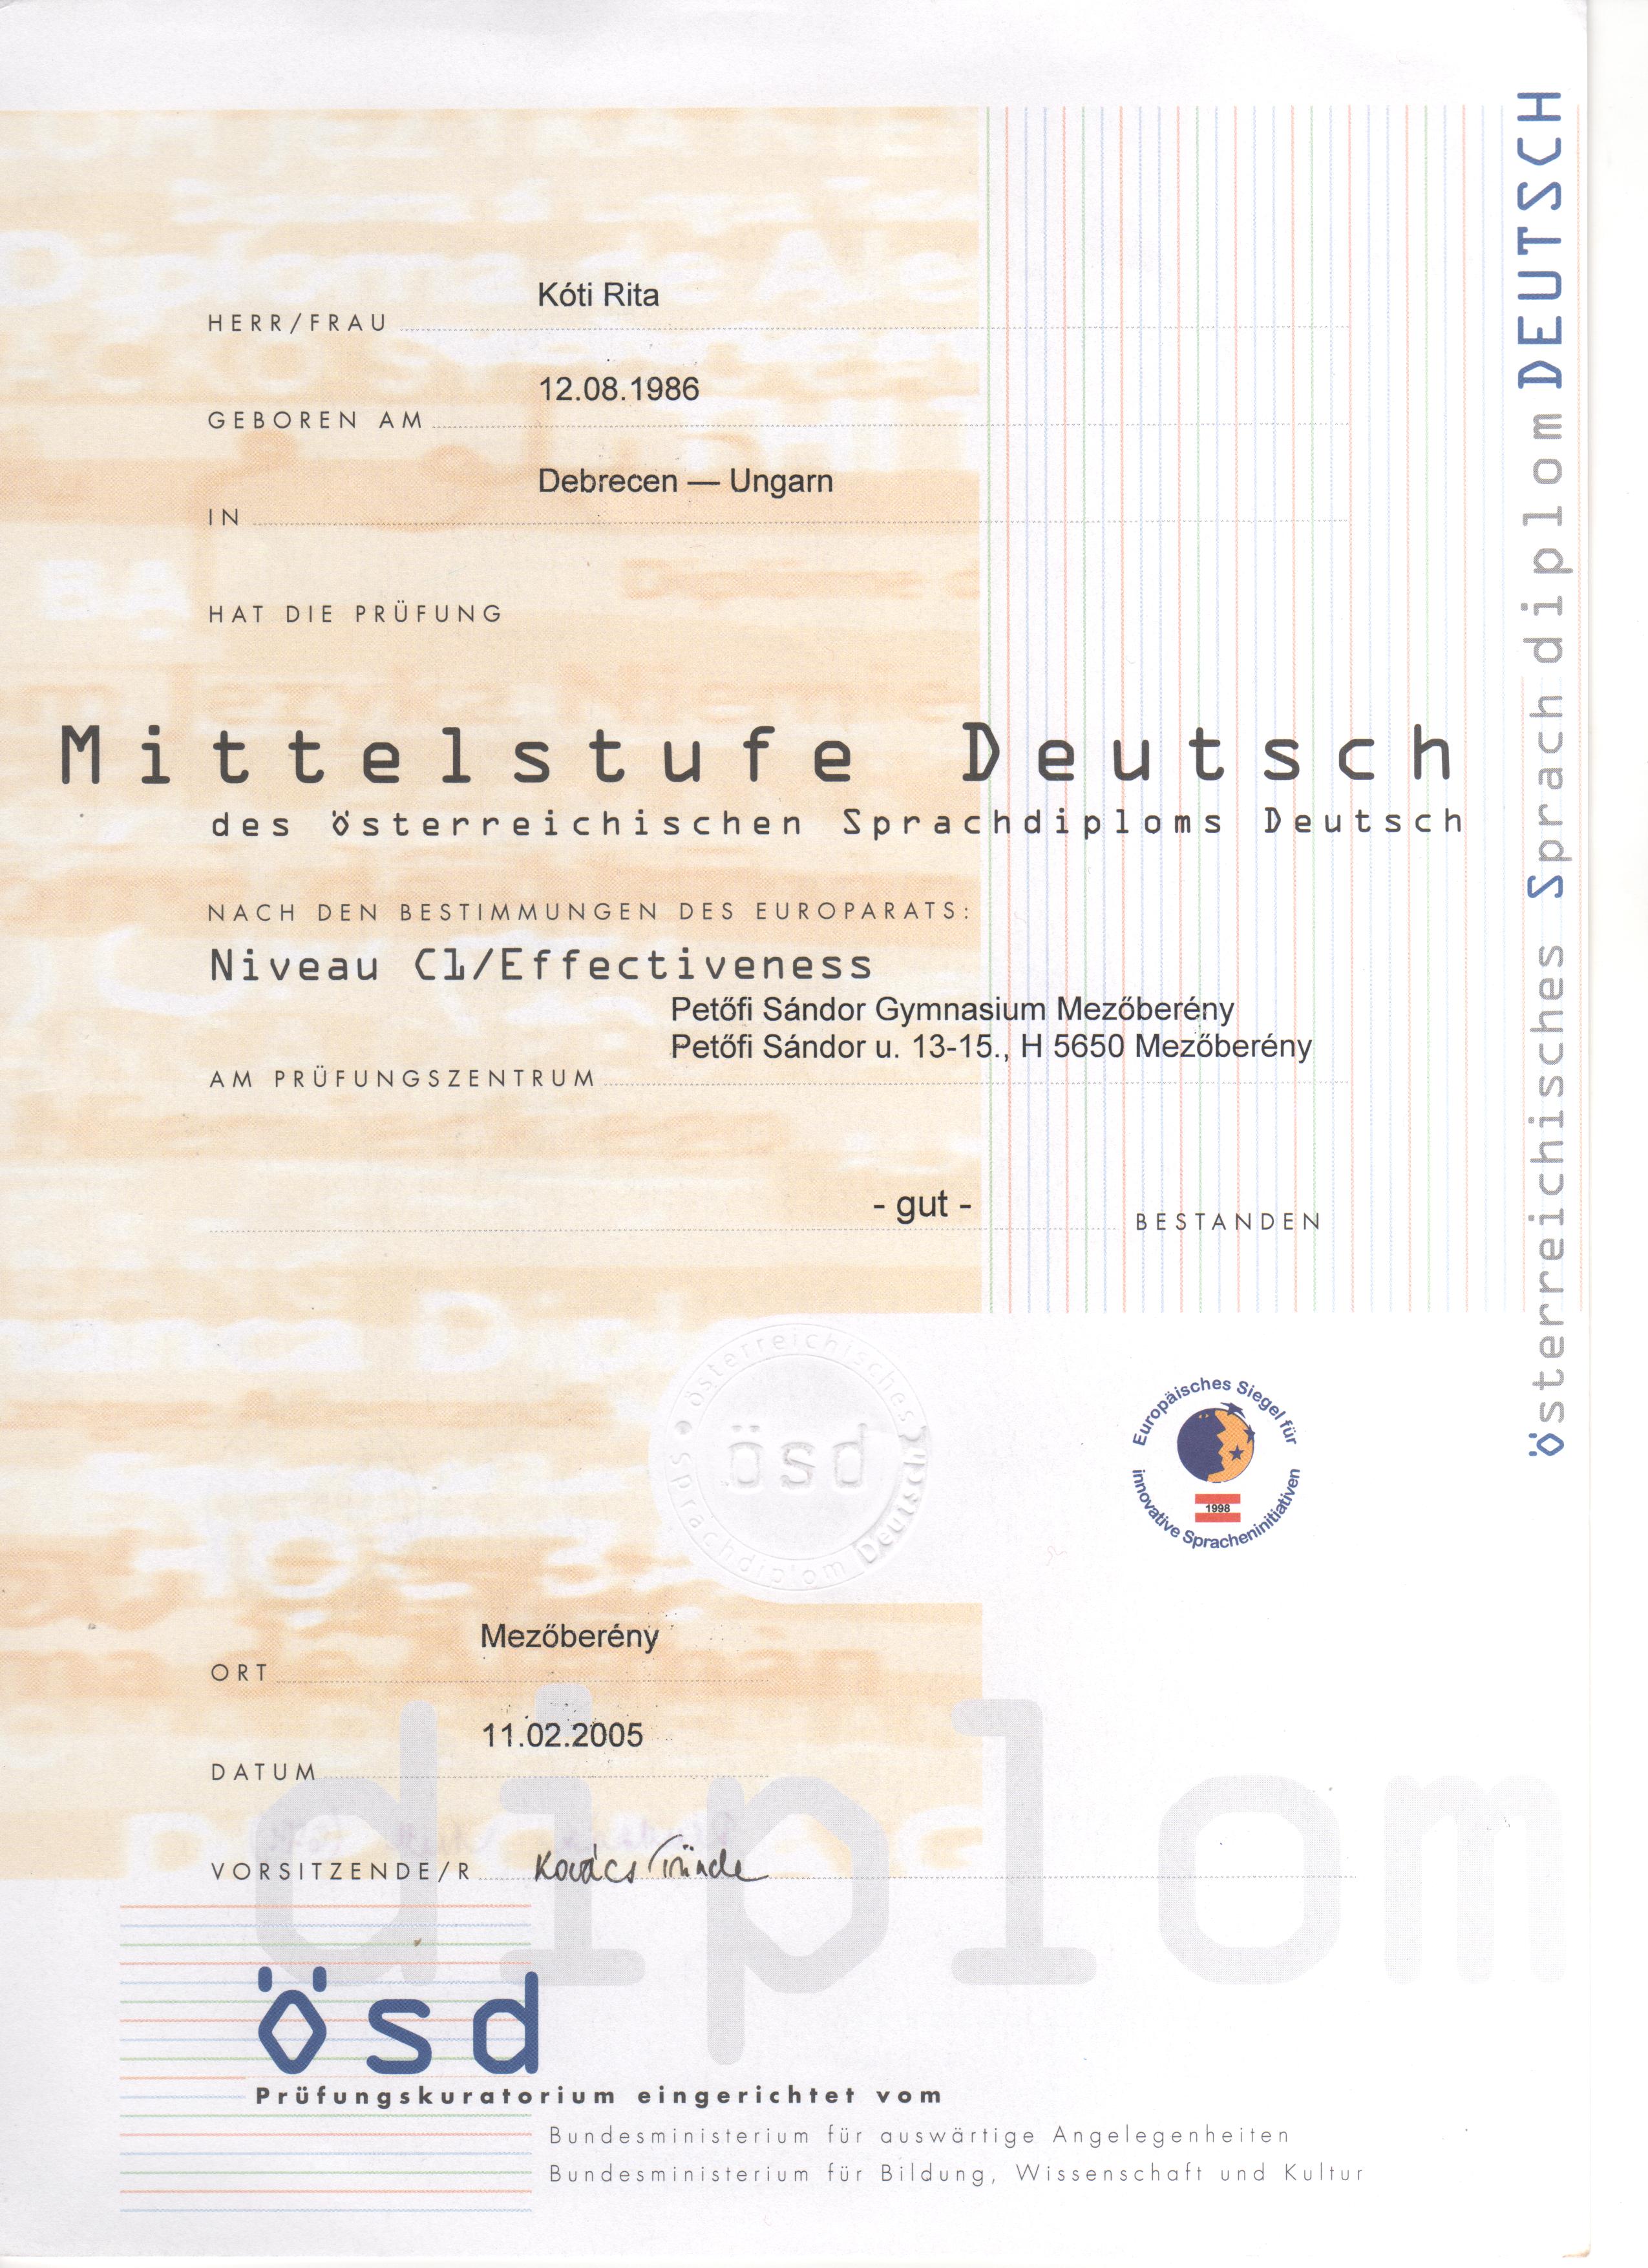 Kóti Rita
HERR/FRAU
12.08.1986
GEBOREN AM
Debrecen — Ungarn
IN
HAT DIE PRÜFUNG
Mittelstufe Deutsch
des österreichischen Sprachdiploms Deutsch
NACH DEN BESTIMMUNGEN DES EUROPARATS:
Niveau C1/Effectiveness
Petőfi Sándor Gymnasium Mezőberény
Petőfi Sándor u. 13-15., H 5650 Mezőberény
AM PRÜFUNGSZENTRUM
- gut - BESTANDEN
österreichisches
ösd
Sprachdiplom Deutsch
Europäisches Siegel für
1998
innovative Spracheninitiativen
Mezőberény
ORT
11.02.2005
DATUM
VORSITZENDE/R Kovács Tünde
diplom
ösd
Prüfungskuratorium eingerichtet vom
Bundesministerium für auswärtige Angelegenheiten
Bundesministerium für Bildung, Wissenschaft und Kultur
österreichisches Sprachdiplom DEUTSCH